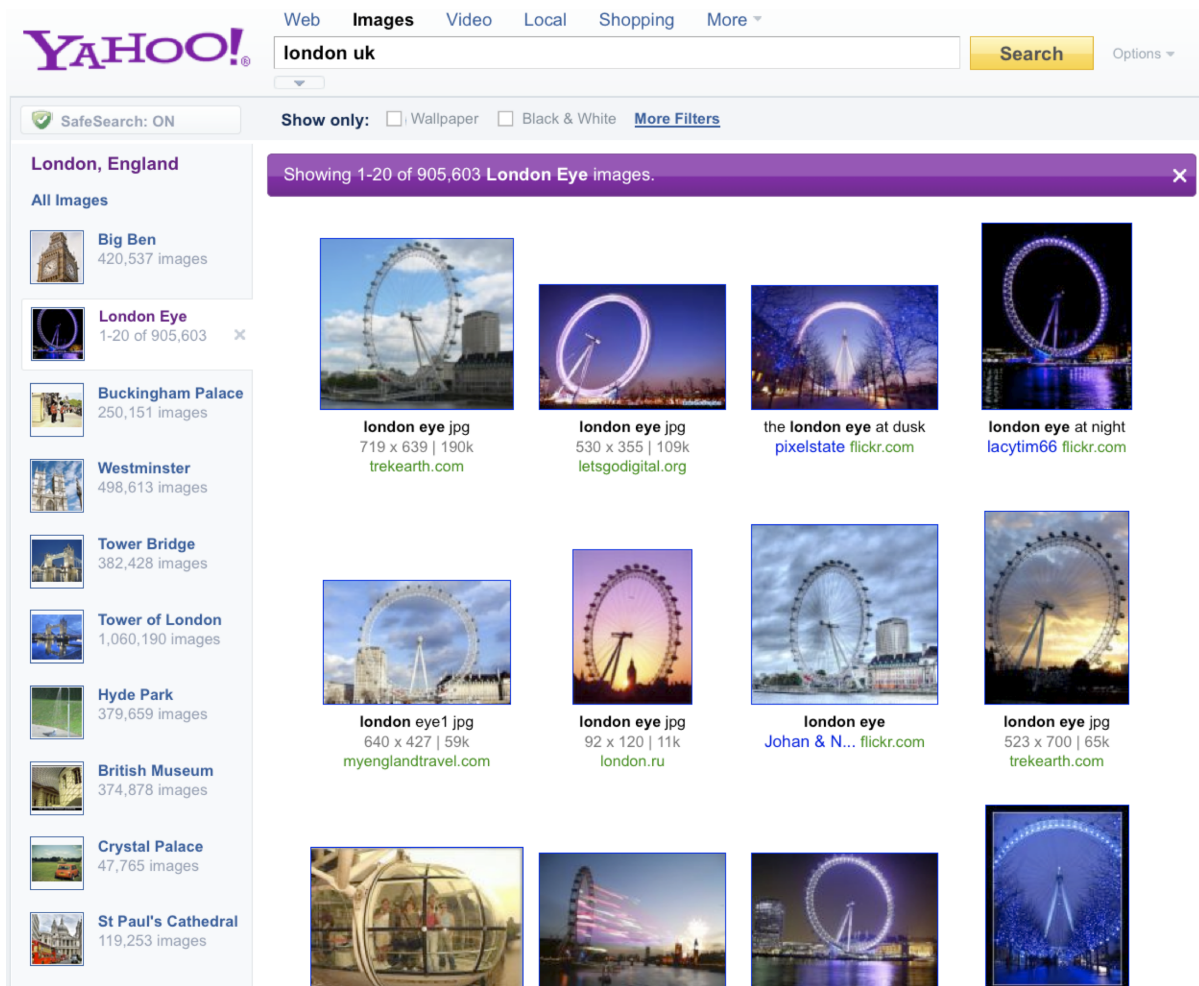 Web Images Video Local Shopping More
YAHOO!®
london uk
Search
Options
SafeSearch: ON
Show only: Wallpaper Black & White More Filters
London, England
All Images
Big Ben
420,537 images
London Eye
1-20 of 905,603
Buckingham Palace
250,151 images
Westminster
498,613 images
Tower Bridge
382,428 images
Tower of London
1,060,190 images
Hyde Park
379,659 images
British Museum
374,878 images
Crystal Palace
47,765 images
St Paul's Cathedral
119,253 images
Showing 1-20 of 905,603 London Eye images.
london eye jpg
719 x 639 | 190k
trekearth.com
london eye jpg
530 x 355 | 109k
letsgodigital.org
the london eye at dusk
pixelstate flickr.com
london eye at night
lacytim66 flickr.com
london eye1 jpg
640 x 427 | 59k
myenglandtravel.com
london eye jpg
92 x 120 | 11k
london.ru
london eye
Johan & N... flickr.com
london eye jpg
523 x 700 | 65k
trekearth.com